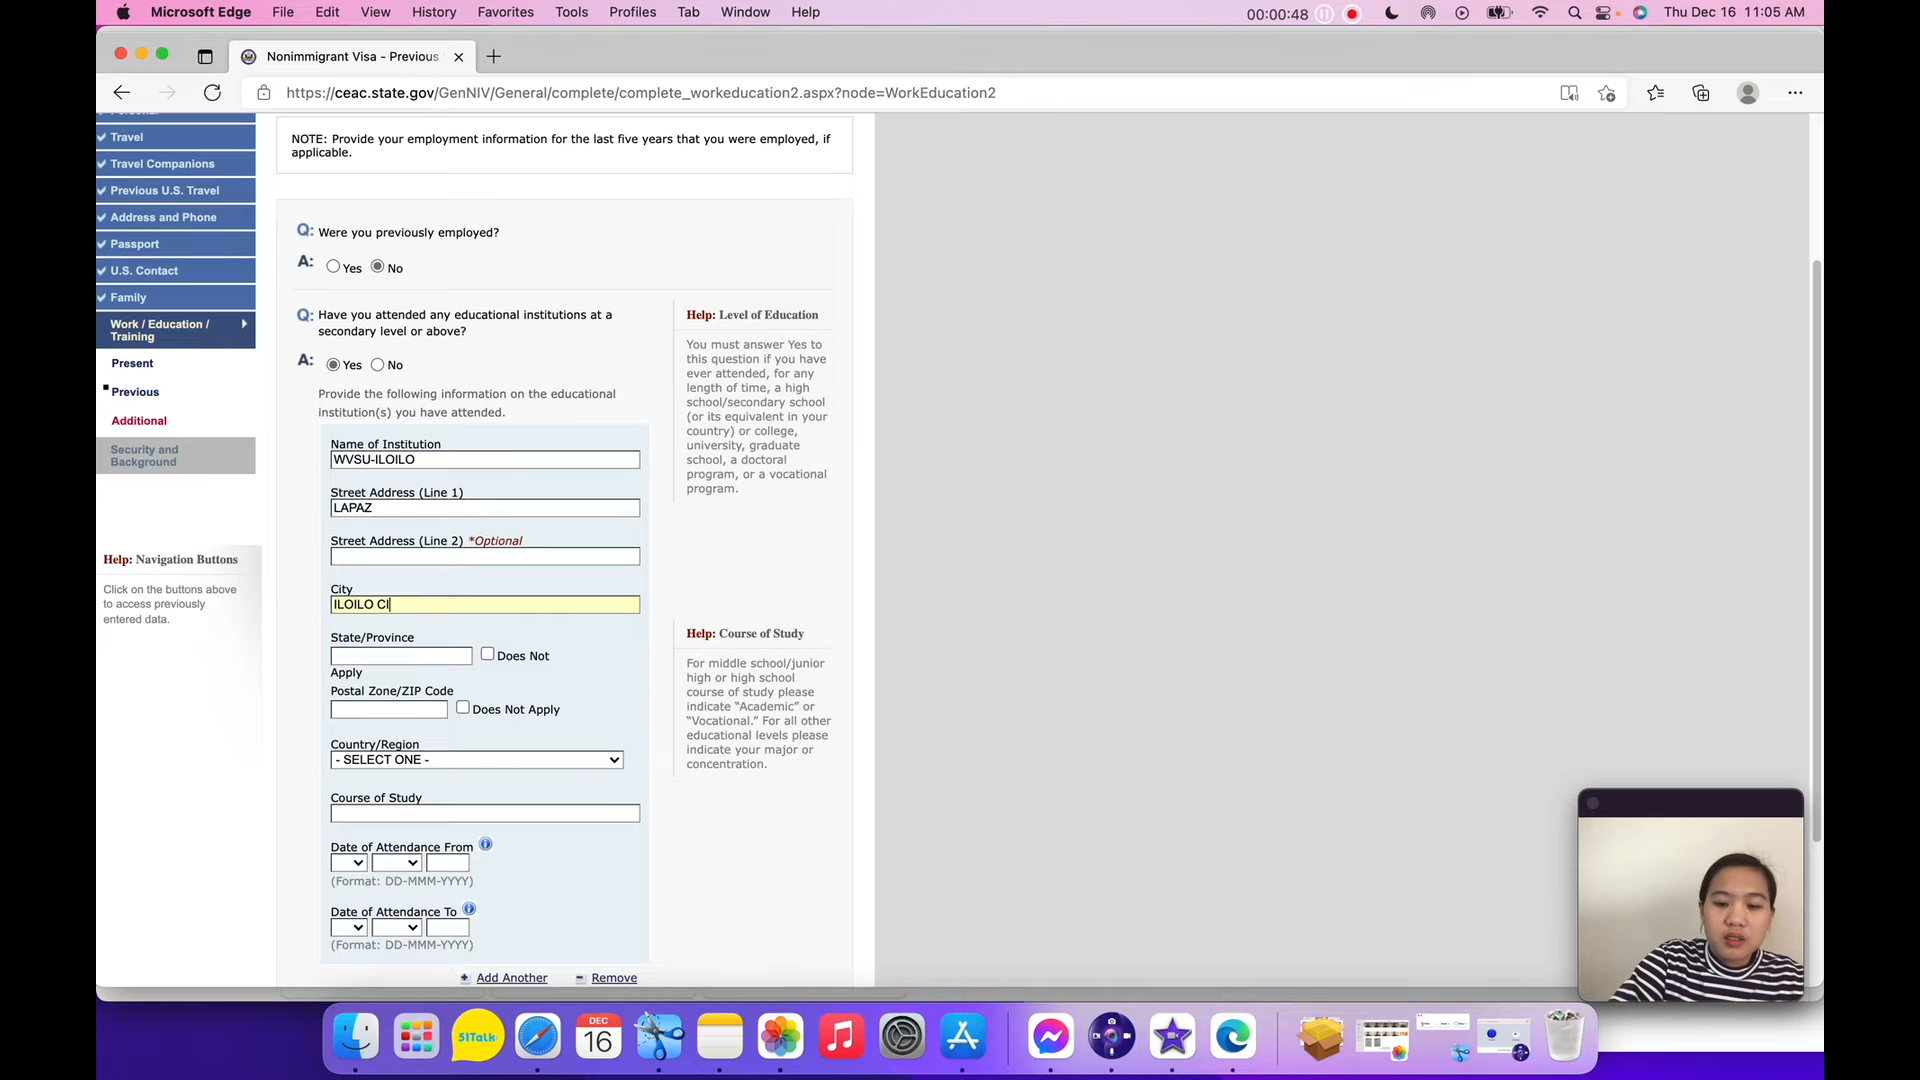 Microsoft Edge File Edit View History Favorites Tools Profiles Tab Window Help 00:00:48 Thu Dec 16 11:05 AM
Nonimmigrant Visa - Previous
https://ceac.state.gov/GenNIV/General/complete/complete_workeducation2.aspx?node=WorkEducation2
Travel
Travel Companions
Previous U.S. Travel
Address and Phone
Passport
U.S. Contact
Family
Work / Education /
Training
Present
Previous
Additional
Security and
Background
Help: Navigation Buttons
Click on the buttons above
to access previously
entered data.
NOTE: Provide your employment information for the last five years that you were employed, if
applicable.
Q: Were you previously employed?
A: Yes No
Q: Have you attended any educational institutions at a
secondary level or above?
A: Yes No
Provide the following information on the educational
institution(s) you have attended.
Name of Institution
WVSU-ILOILO
Street Address (Line 1)
LAPAZ
Street Address (Line 2) *Optional
City
ILOILO CI
State/Province
Does Not
Apply
Postal Zone/ZIP Code
Does Not Apply
Country/Region
- SELECT ONE -
Course of Study
Date of Attendance From
(Format: DD-MMM-YYYY)
Date of Attendance To
(Format: DD-MMM-YYYY)
Add Another Remove
Help: Level of Education
You must answer Yes to
this question if you have
ever attended, for any
length of time, a high
school/secondary school
(or its equivalent in your
country) or college,
university, graduate
school, a doctoral
program, or a vocational
program.
Help: Course of Study
For middle school/junior
high or high school
course of study please
indicate “Academic” or
“Vocational.” For all other
educational levels please
indicate your major or
concentration.
51Talk
DEC
16